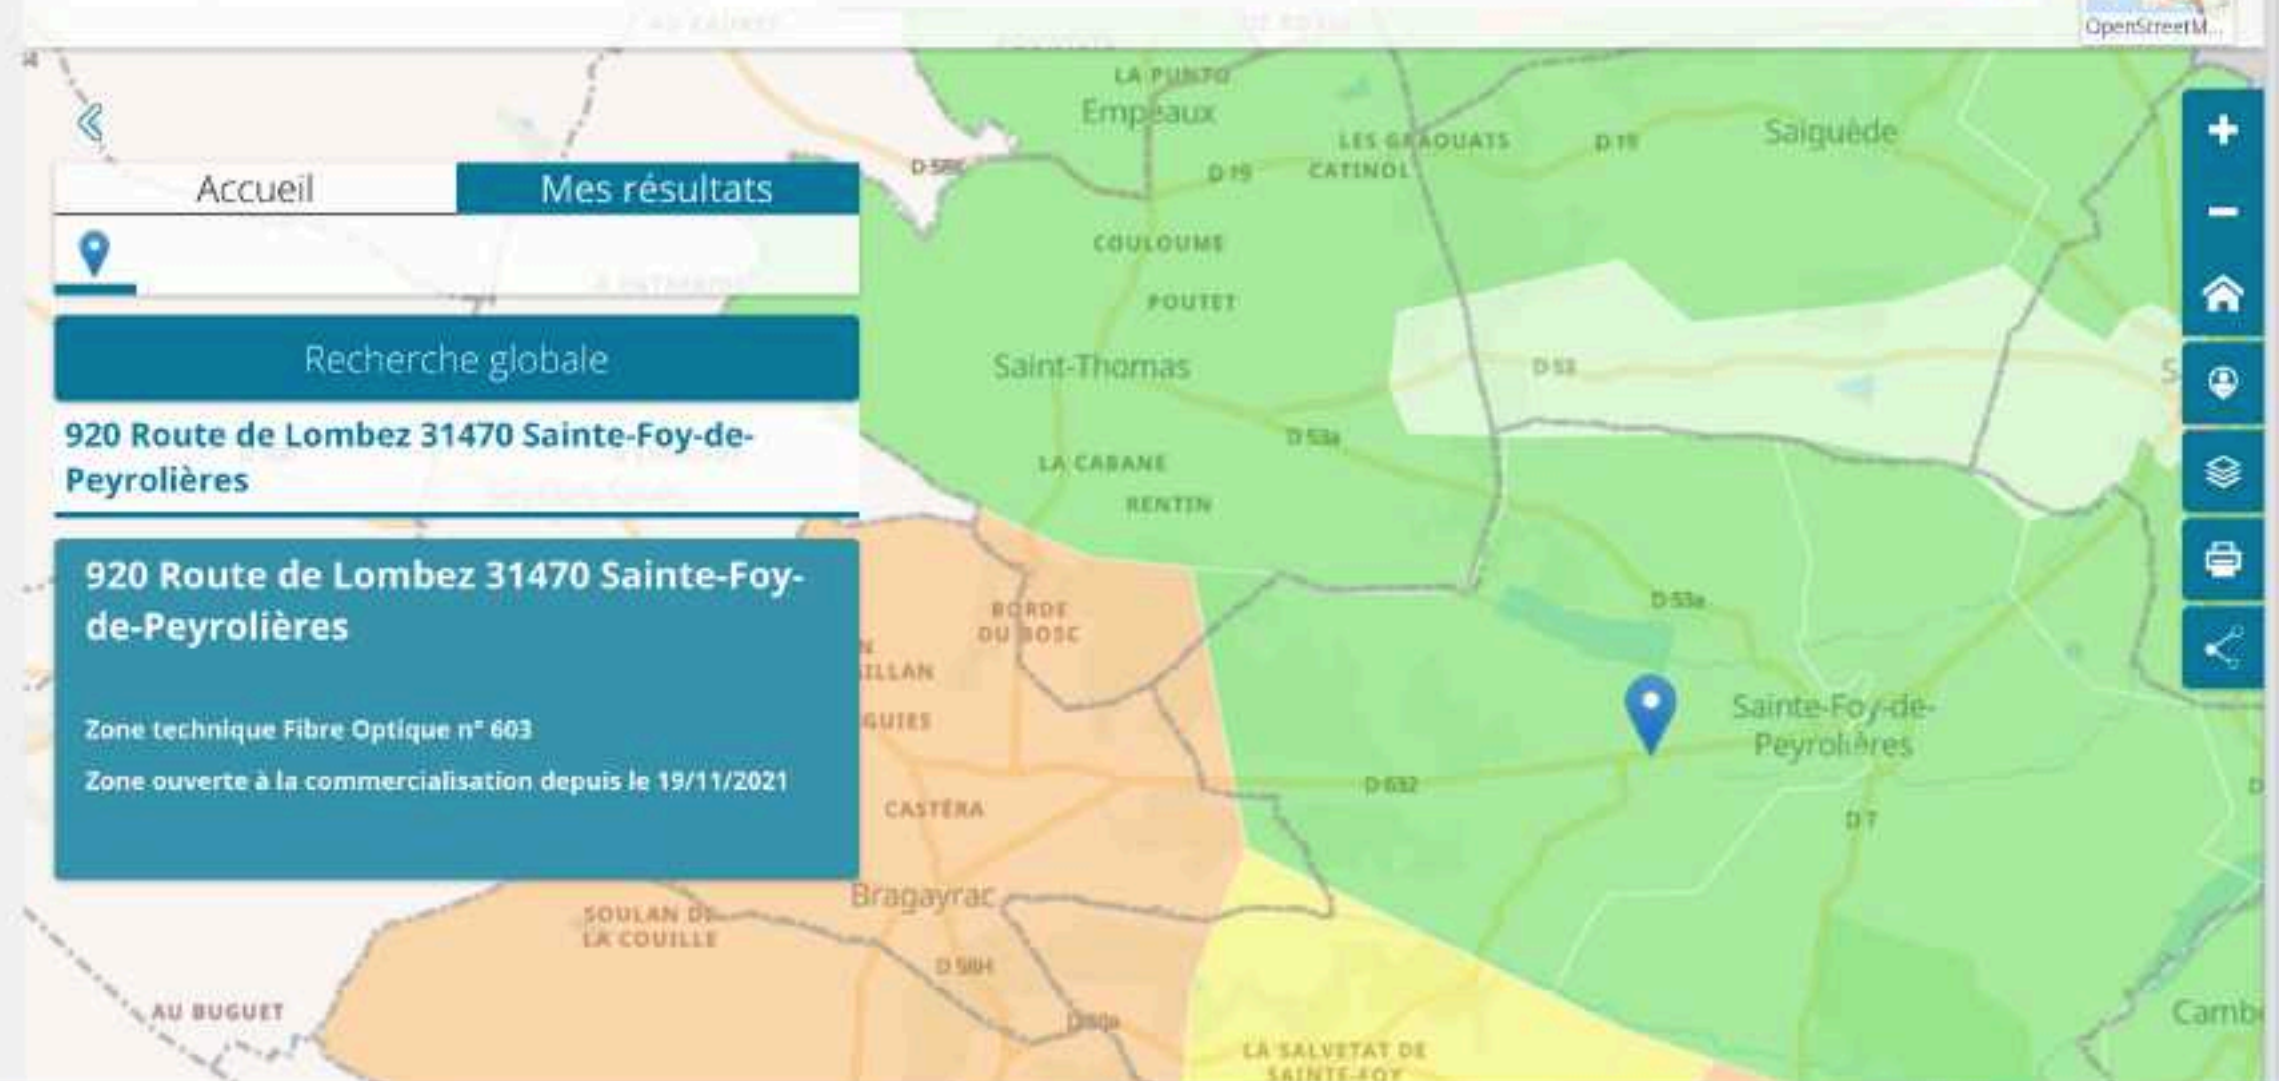 OpenStreetM...
LA PUNTO
Empeaux
LES GRAOUATS
CATINOL
D 19
D 19
Saiguède
Accueil
Mes résultats
COULOUME
POUTET
Recherche globale
Saint-Thomas
D 53
920 Route de Lombez 31470 Sainte-Foy-de-
Peyrolières
D 53a
LA CABANE
RENTIN
920 Route de Lombez 31470 Sainte-Foy-
de-Peyrolières
BORDE
DU BOSC
D 53a
ILLAN
GUIES
Sainte-Foy-de-
Peyrolières
Zone technique Fibre Optique n° 603
Zone ouverte à la commercialisation depuis le 19/11/2021
D 632
CASTÉRA
D 7
Bragayrac
SOULAN DE
LA COUILLE
D 58H
AU BUGUET
Cambe
LA SALVETAT DE
SAINTE-FOY